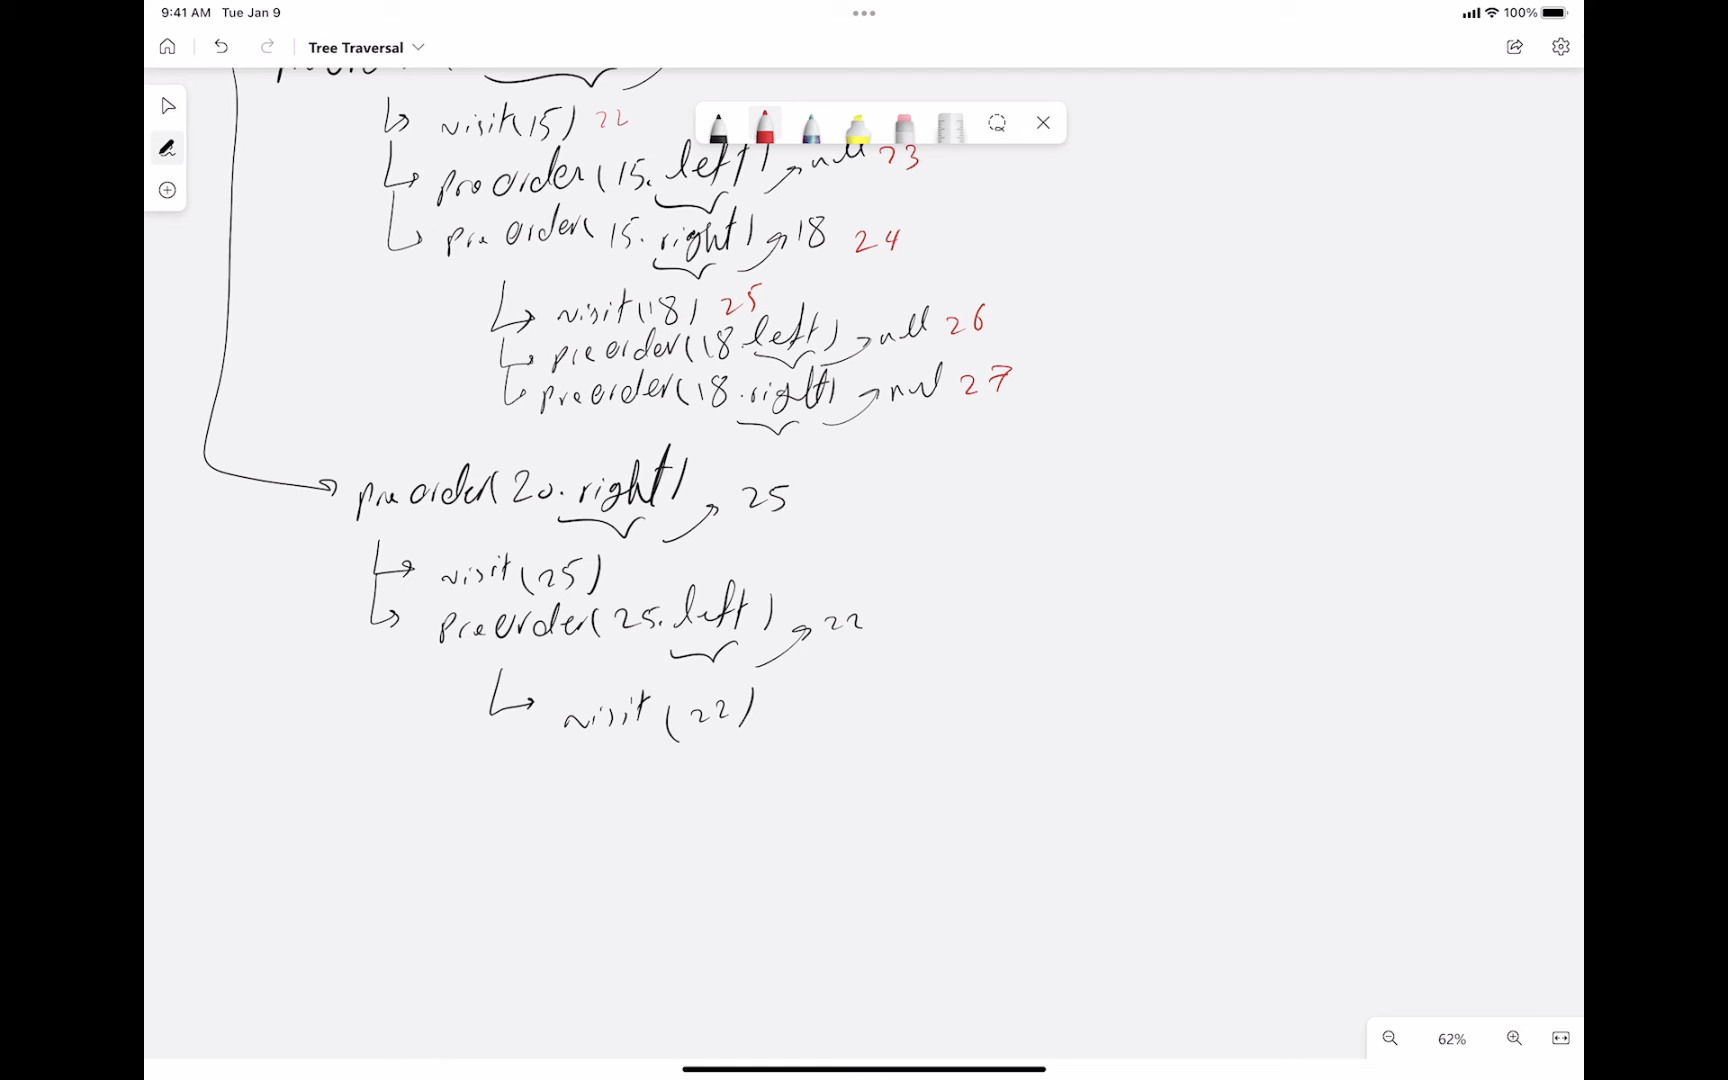 9:41 AM Tue Jan 9
100%
Tree Traversal
visit(15) 22
preorder(15.left) null 23
preorder(15.right) 18 24
visit(18) 25
preorder(18.left) null 26
preorder(18.right) null 27
preorder(20.right) 25
visit(25)
preorder(25.left) 22
visit(22)
62%